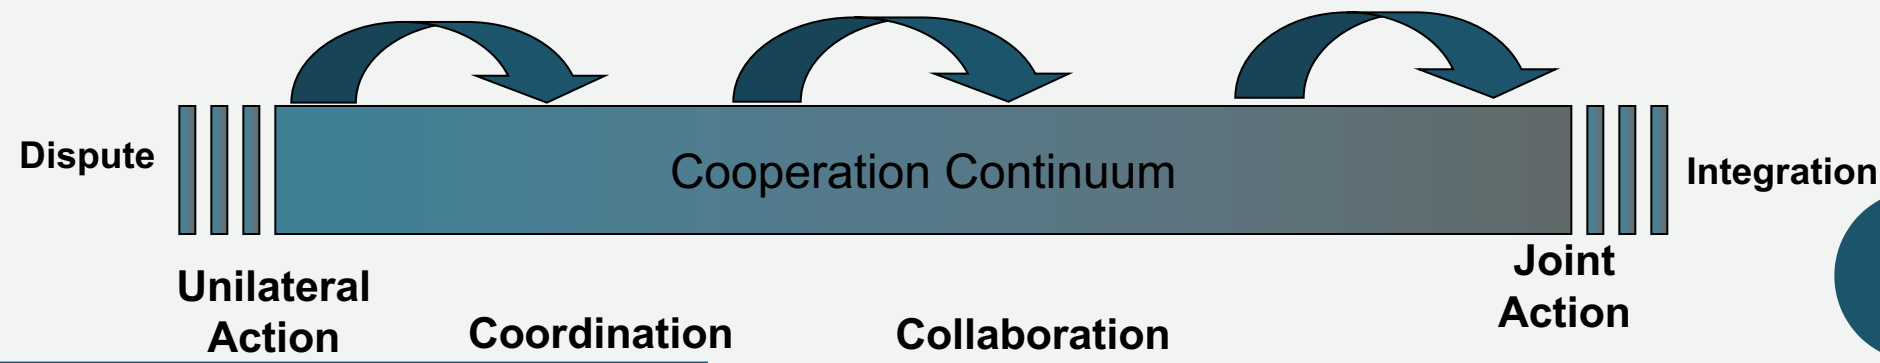 Dispute
Cooperation Continuum
Integration
Unilateral
Action
Coordination
Collaboration
Joint
Action